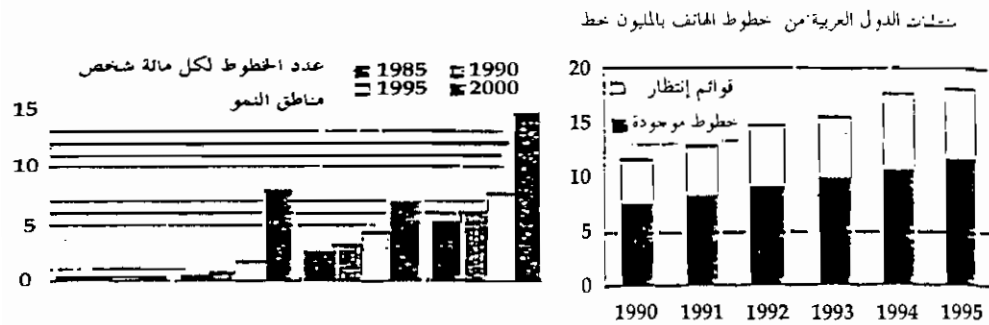 الدول العربية من خطوط الهاتف بالمليون خط
قوائم إنتظار
خطوط موجودة
20
15
10
5
0
1990 1991 1992 1993 1994 1995
عدد الخطوط لكل مائة شخص
مناطق النمو
1985 1990
1995 2000
15
10
5
0